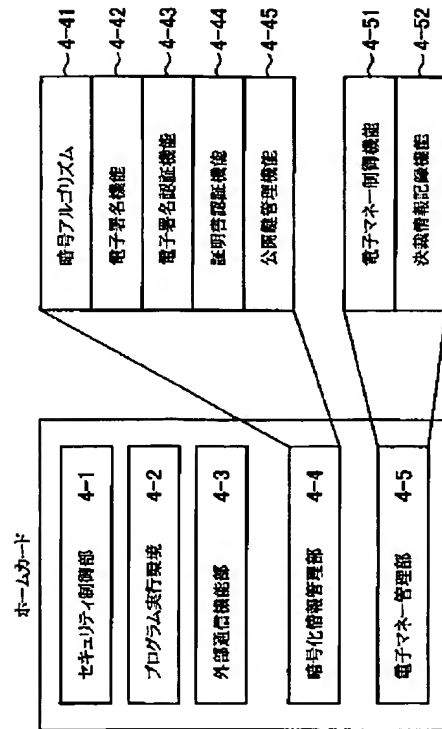 ホームカード
セキュリティ制御部 4-1
プログラム実行環境 4-2
外部通信機能部 4-3
暗号化情報管理部 4-4
電子マネー管理部 4-5
暗号アルゴリズム 4-41
電子署名機能 4-42
電子署名認証機能 4-43
証明書認証機能 4-44
公開鍵管理機能 4-45
電子マネー制御機能 4-51
決裁情報記録機能 4-52